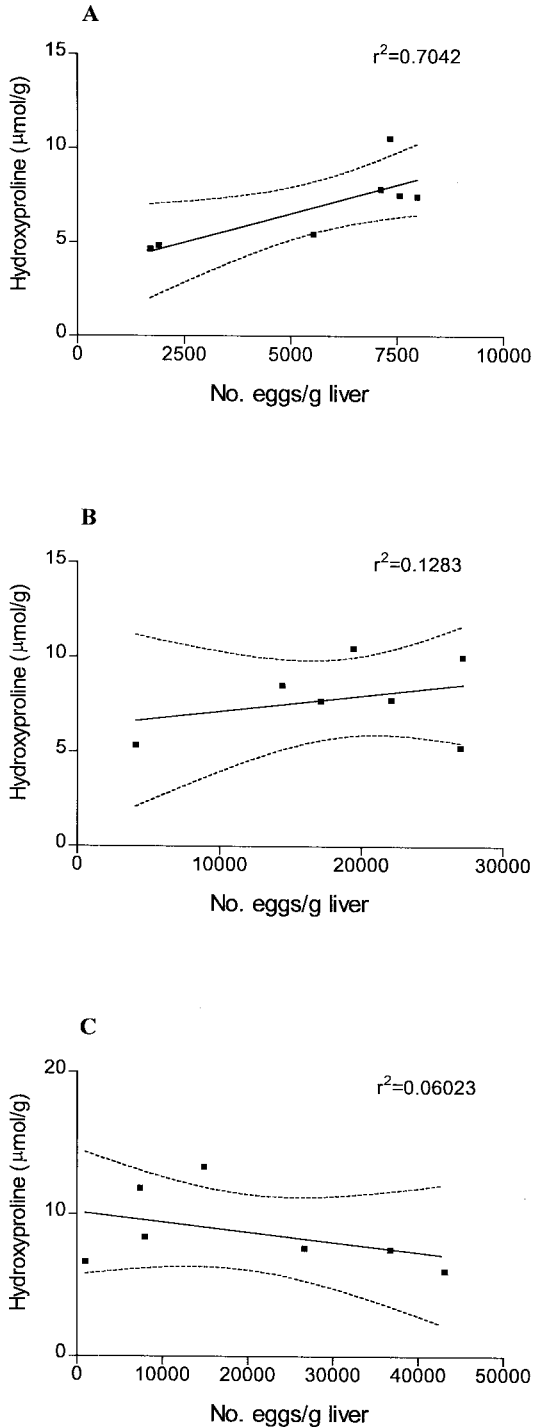 A
r²=0.7042
15
10
5
0
Hydroxyproline (μmol/g)
0 2500 5000 7500 10000
No. eggs/g liver
B
r²=0.1283
15
10
5
0
Hydroxyproline (μmol/g)
0 10000 20000 30000
No. eggs/g liver
C
r²=0.06023
20
10
0
Hydroxyproline (μmol/g)
0 10000 20000 30000 40000 50000
No. eggs/g liver